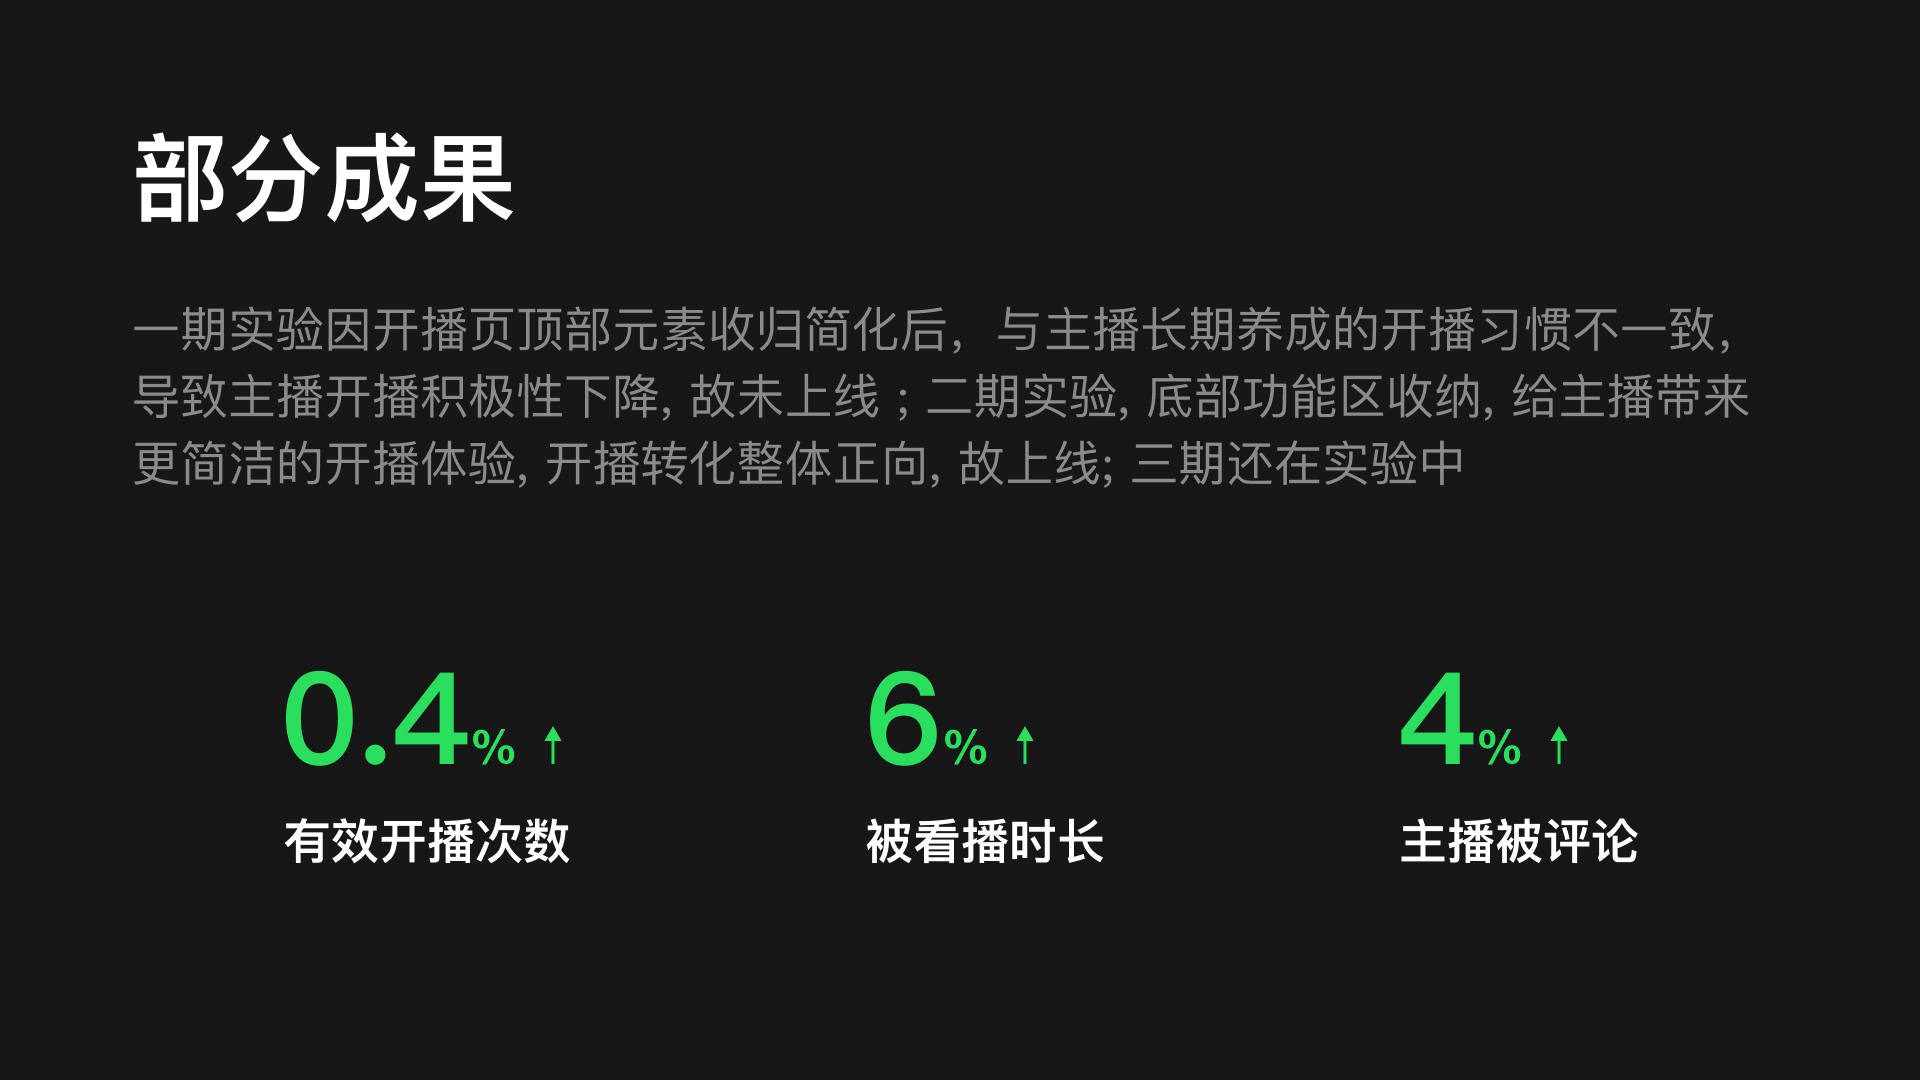 部分成果
一期实验因开播页顶部元素收归简化后，与主播长期养成的开播习惯不一致，
导致主播开播积极性下降, 故未上线；二期实验, 底部功能区收纳, 给主播带来
更简洁的开播体验, 开播转化整体正向, 故上线; 三期还在实验中
0.4% ↑
6% ↑
4% ↑
有效开播次数
被看播时长
主播被评论